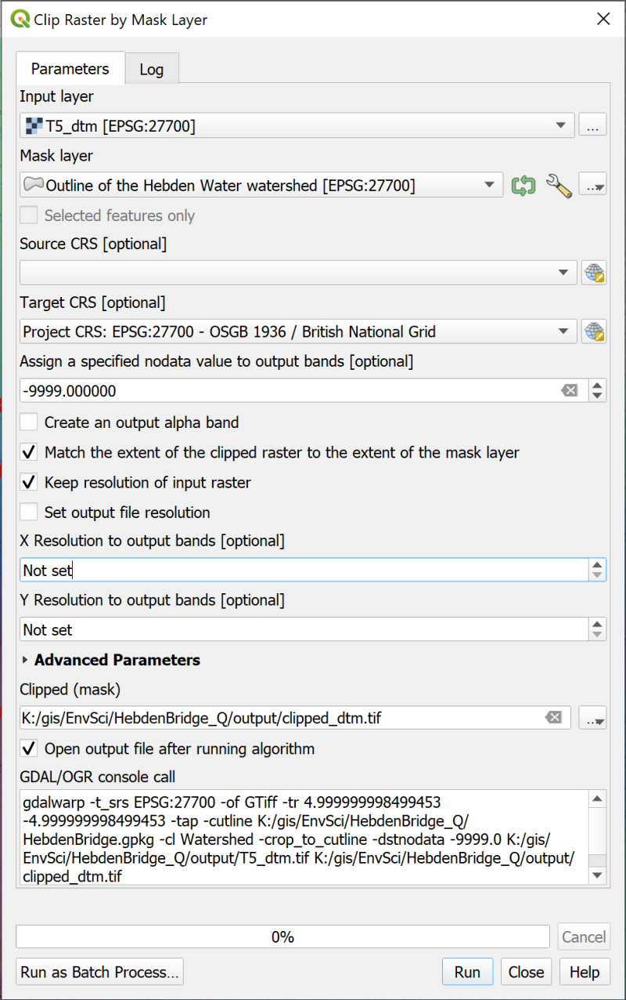 Clip Raster by Mask Layer
Parameters
Log
Input layer
T5_dtm [EPSG:27700]
...
Mask layer
Outline of the Hebden Water watershed [EPSG:27700]
...
Selected features only
Source CRS [optional]
Target CRS [optional]
Project CRS: EPSG:27700 - OSGB 1936 / British National Grid
Assign a specified nodata value to output bands [optional]
-9999.000000
Create an output alpha band
Match the extent of the clipped raster to the extent of the mask layer
Keep resolution of input raster
Set output file resolution
X Resolution to output bands [optional]
Not set
Y Resolution to output bands [optional]
Not set
Advanced Parameters
Clipped (mask)
K:/gis/EnvSci/HebdenBridge_Q/output/clipped_dtm.tif
...
Open output file after running algorithm
GDAL/OGR console call
gdalwarp -t_srs EPSG:27700 -of GTiff -tr 4.999999998499453
-4.999999998499453 -tap -cutline K:/gis/EnvSci/HebdenBridge_Q/
HebdenBridge.gpkg -cl Watershed -crop_to_cutline -dstnodata -9999.0 K:/gis/
EnvSci/HebdenBridge_Q/output/T5_dtm.tif K:/gis/EnvSci/HebdenBridge_Q/output/
clipped_dtm.tif
0%
Cancel
Run as Batch Process...
Run
Close
Help